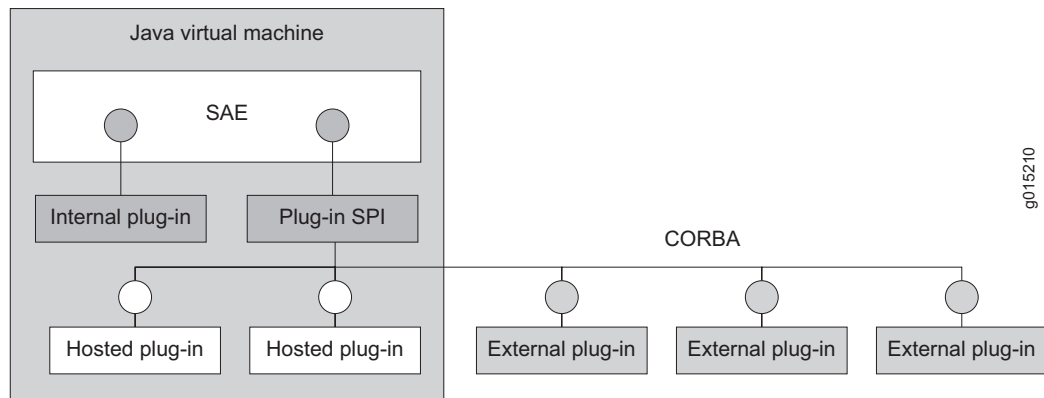 Java virtual machine
SAE
Internal plug-in
Plug-in SPI
CORBA
Hosted plug-in
Hosted plug-in
External plug-in
External plug-in
External plug-in
g015210